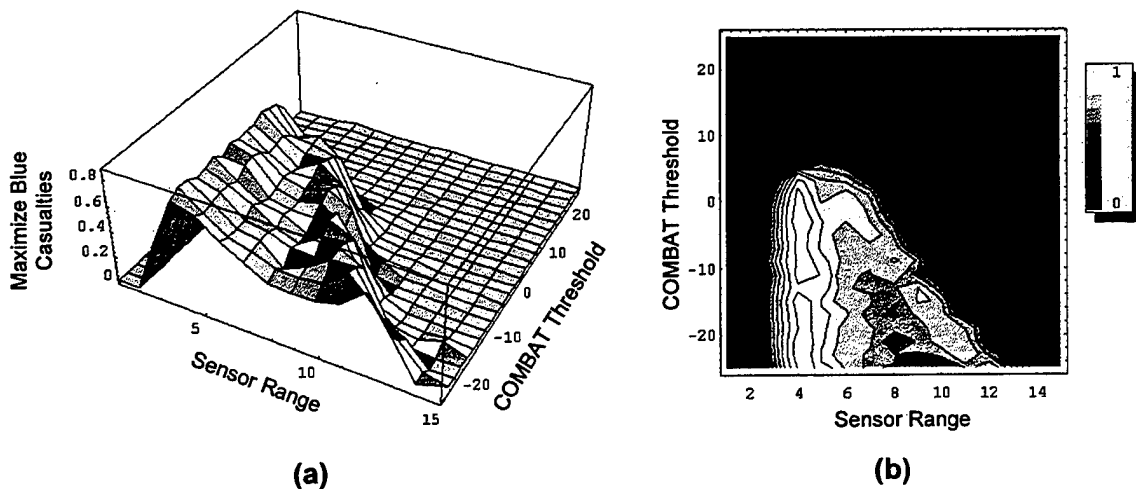 Maximize Blue
Casualties
0.8
0.6
0.4
0.2
0
5
10
15
Sensor Range
20
10
0
-10
-20
COMBAT Threshold
(a)
COMBAT Threshold
20
10
0
-10
-20
2 4 6 8 10 12 14
Sensor Range
1
0
(b)